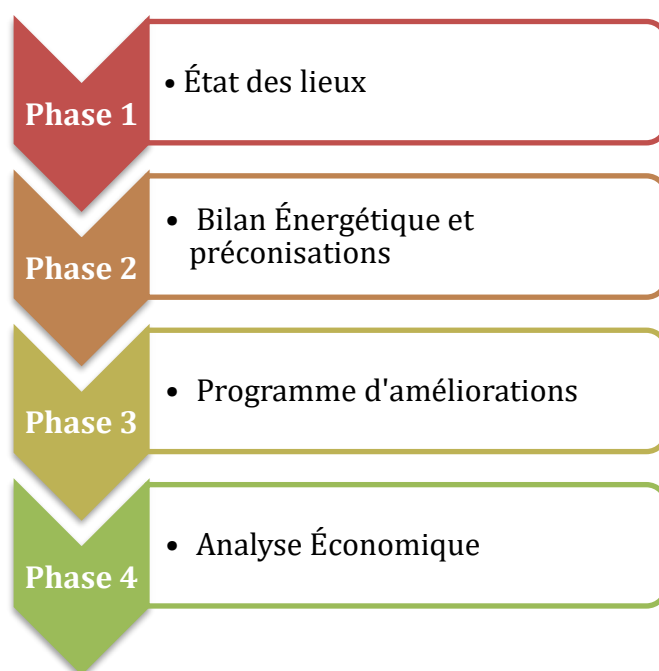 Phase 1
• État des lieux
Phase 2
• Bilan Énergétique et
préconisations
Phase 3
• Programme d'améliorations
Phase 4
• Analyse Économique